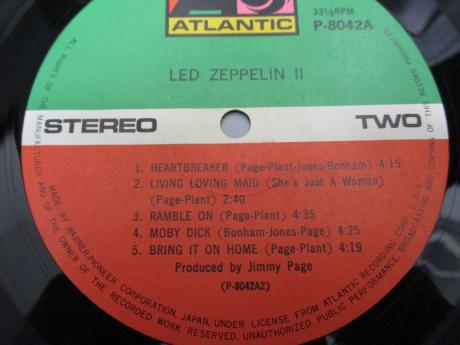 ATLANTIC
33⅓RPM
P-8042A
LED ZEPPELIN II
STEREO
TWO
1. HEARTBREAKER (Page-Plant-Jones-Bonham) 4:15
2. LIVING LOVING MAID (She's Just A Woman)
(Page-Plant) 2:40
3. RAMBLE ON (Page-Plant) 4:35
4. MOBY DICK (Bonham-Jones-Page) 4:25
5. BRING IT ON HOME (Page-Plant) 4:19
Produced by Jimmy Page
(P-8042A2)
MADE BY WARNER-PIONEER CORPORATION, JAPAN, UNDER LICENSE FROM ATLANTIC RECORDING CORP. U.S.A.
ALL RIGHTS OF THE MANUFACTURER AND OF THE OWNER OF THE RECORDED WORK RESERVED. UNAUTHORIZED PUBLIC PERFORMANCE, BROADCASTING AND COPYING OF THIS RECORD PROHIBITED